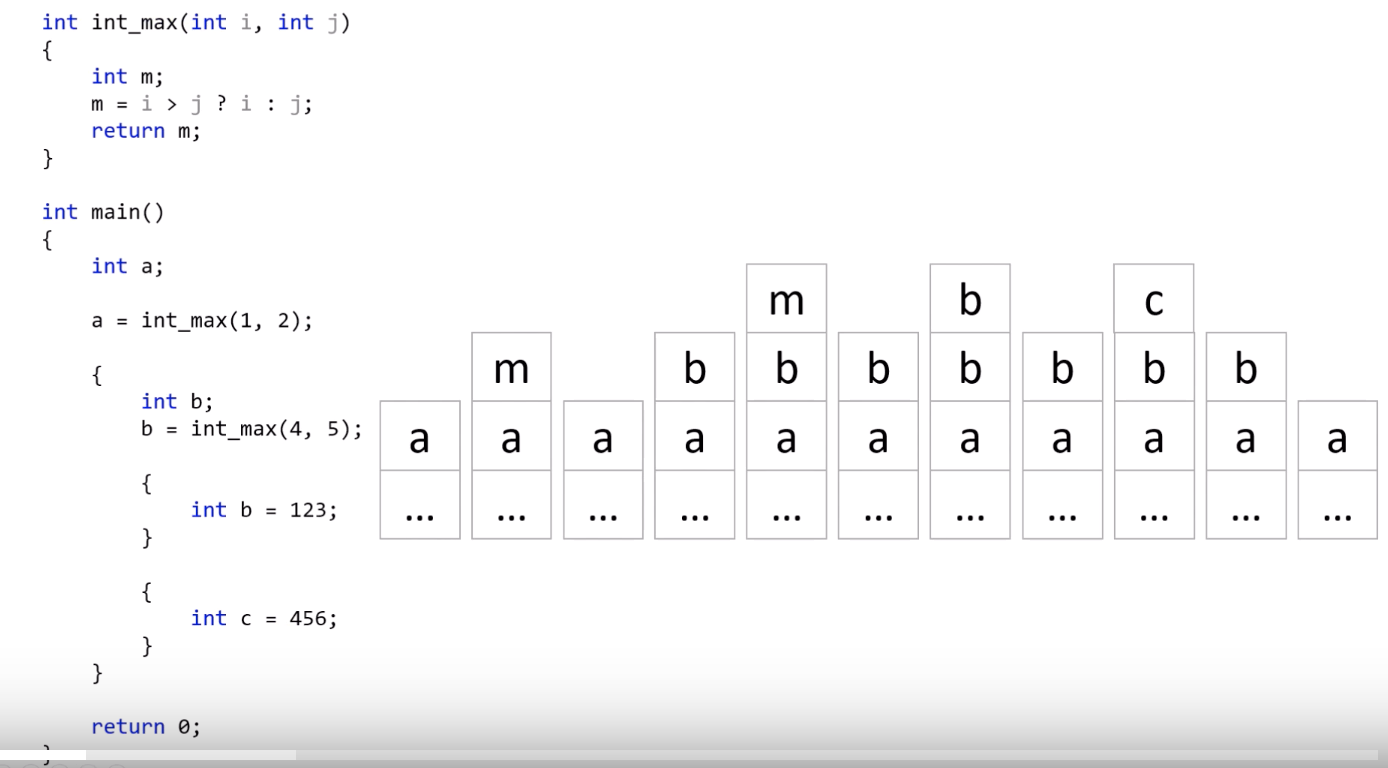 int int_max(int i, int j)
{
int m;
m = i > j ? i : j;
return m;
}
int main()
{
int a;
a = int_max(1, 2);
{
int b;
b = int_max(4, 5);
{
int b = 123;
}
{
int c = 456;
}
}
return 0;
}
m b c
m b b b b b b b
a a a a a a a a a a a
... ... ... ... ... ... ... ... ... ... ...